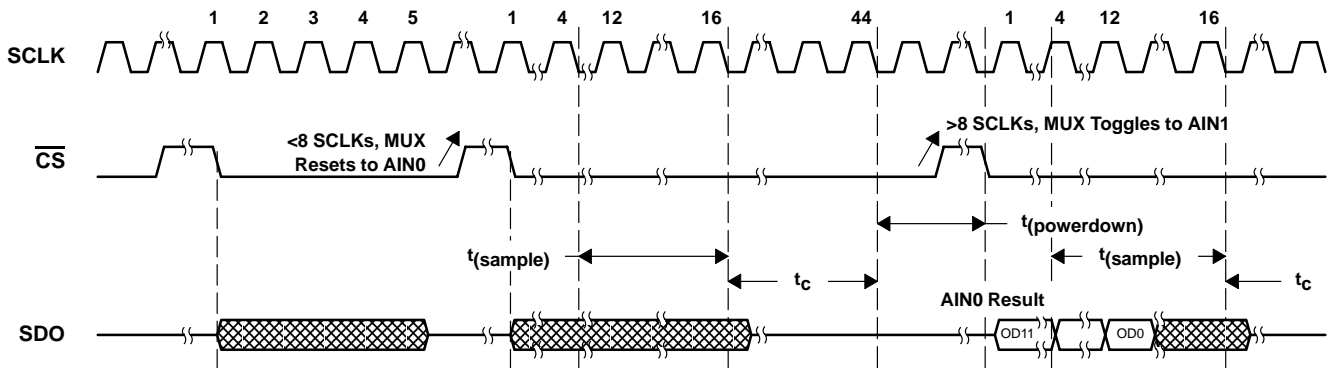 1 2 3 4 5 1 4 12 16 44 1 4 12 16
SCLK
>8 SCLKs, MUX Toggles to AIN1
<8 SCLKs, MUX
Resets to AIN0
CS
t(powerdown)
t(sample) t(sample)
tc tc
AIN0 Result
SDO OD11 OD0